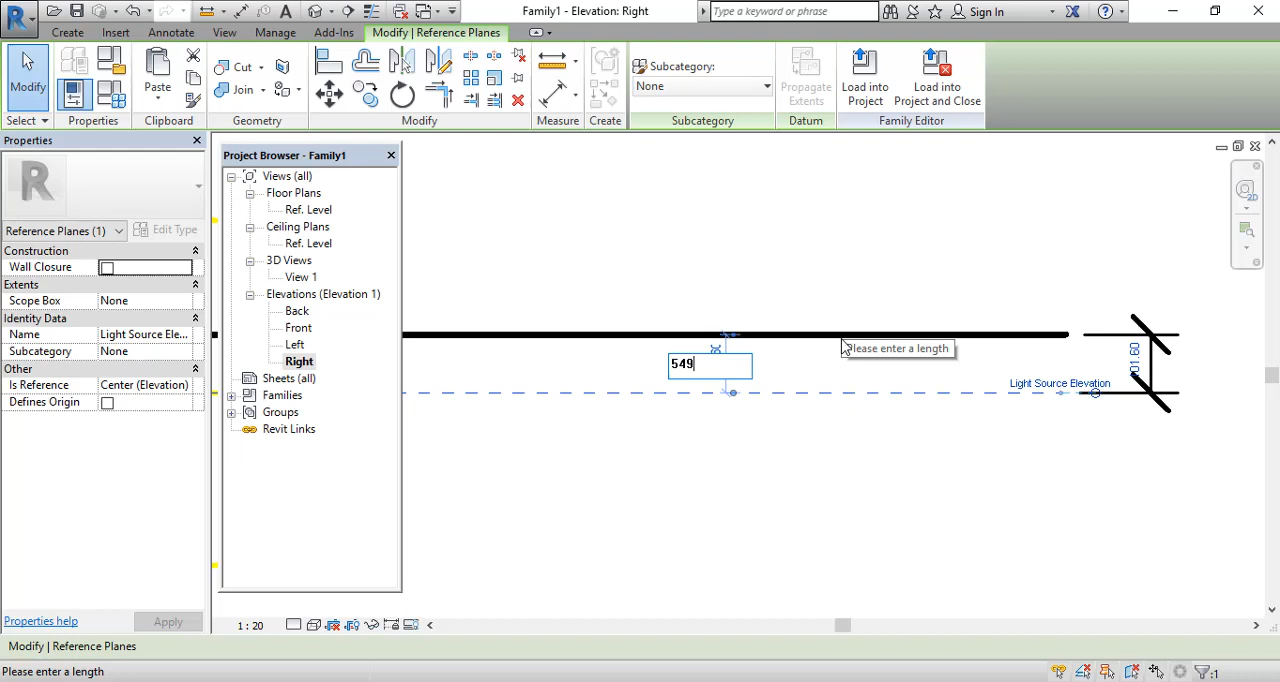 Family1 - Elevation: Right
Type a keyword or phrase
Sign In
Create Insert Annotate View Manage Add-Ins Modify | Reference Planes
Modify
Paste
Cut
Join
Subcategory:
None
Propagate Extents
Load into Project
Load into Project and Close
Select Properties Clipboard Geometry Modify Measure Create Subcategory Datum Family Editor
Properties
Reference Planes (1)
Edit Type
Construction
Wall Closure
Extents
Scope Box None
Identity Data
Name Light Source Ele...
Subcategory None
Other
Is Reference Center (Elevation)
Defines Origin
Properties help
Apply
Project Browser - Family1
Views (all)
Floor Plans
Ref. Level
Ceiling Plans
Ref. Level
3D Views
View 1
Elevations (Elevation 1)
Back
Front
Left
Right
Sheets (all)
Families
Groups
Revit Links
549
Please enter a length
Light Source Elevation
01.60
2D
1 : 20
Modify | Reference Planes
Please enter a length
:1